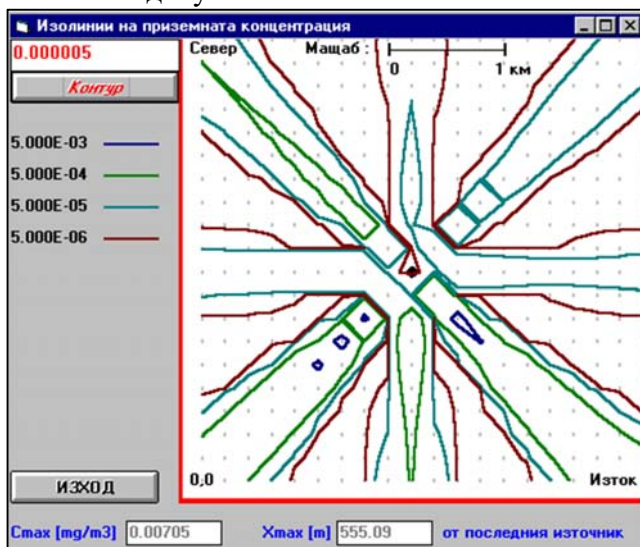 Изолинии на приземната концентрация
0.000005
Контур
5.000E-03
5.000E-04
5.000E-05
5.000E-06
ИЗХОД
Север
Мащаб :
0
1 км
0,0
Изток
Cmax [mg/m3] 0.00705 Xmax [m] 555.09 от последния източник